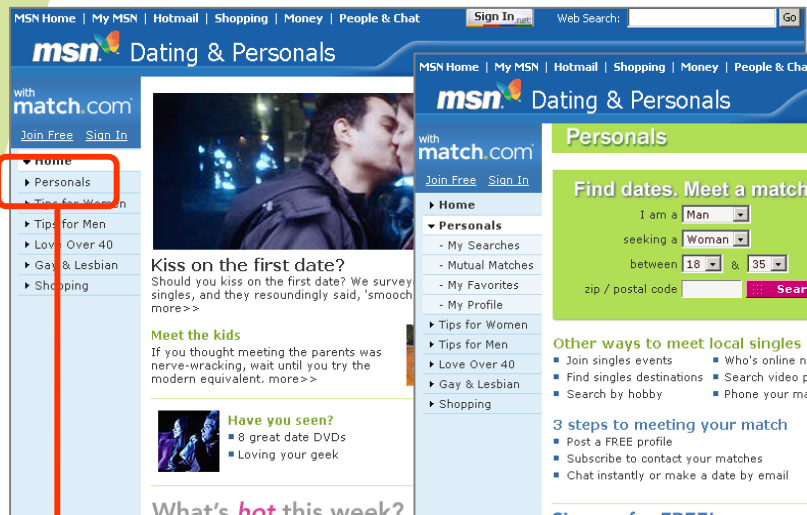 MSN Home | My MSN | Hotmail | Shopping | Money | People & Chat
Sign In .net
Web Search:
Go
msn Dating & Personals
with
match.com
Join Free Sign In
Home
Personals
Tips for Women
Tips for Men
Love Over 40
Gay & Lesbian
Shopping
Kiss on the first date?
Should you kiss on the first date? We survey
singles, and they resoundingly said, 'smooch
more>>
Meet the kids
If you thought meeting the parents was
nerve-wracking, wait until you try the
modern equivalent. more>>
Have you seen?
8 great date DVDs
Loving your geek
What's hot this week?
MSN Home | My MSN | Hotmail | Shopping | Money | People & Cha
msn Dating & Personals
with
match.com
Join Free Sign In
Home
Personals
- My Searches
- Mutual Matches
- My Favorites
- My Profile
Tips for Women
Tips for Men
Love Over 40
Gay & Lesbian
Shopping
Personals
Find dates. Meet a match
I am a Man
seeking a Woman
between 18 & 35
zip / postal code
Sear
Other ways to meet local singles
Join singles events
Who's online n
Find singles destinations
Search video p
Search by hobby
Phone your ma
3 steps to meeting your match
Post a FREE profile
Subscribe to contact your matches
Chat instantly or make a date by email